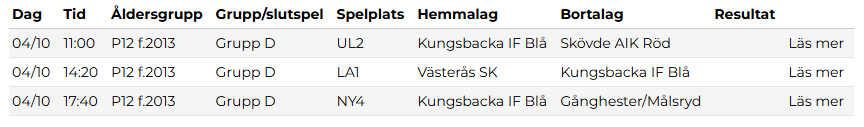 Dag Tid Åldersgrupp Grupp/slutspel Spelplats Hemmalag Bortalag Resultat
04/10 11:00 P12 f.2013 Grupp D UL2 Kungsbacka IF Blå Skövde AIK Röd Läs mer
04/10 14:20 P12 f.2013 Grupp D LA1 Västerås SK Kungsbacka IF Blå Läs mer
04/10 17:40 P12 f.2013 Grupp D NY4 Kungsbacka IF Blå Gånghester/Målsryd Läs mer